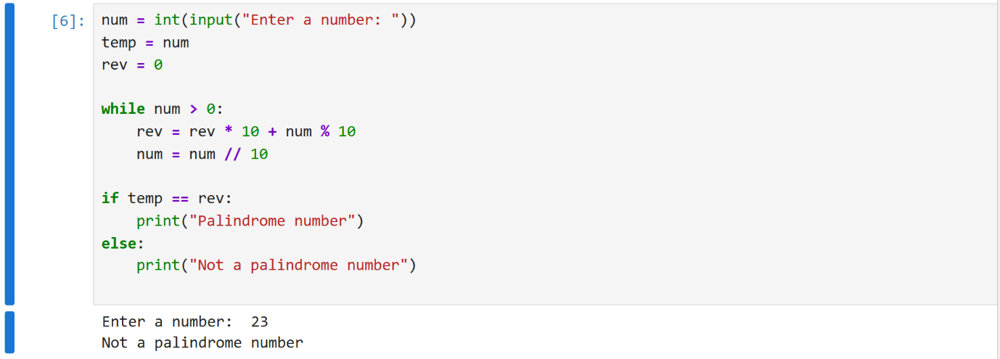 [6]: num = int(input("Enter a number: "))
temp = num
rev = 0
while num > 0:
    rev = rev * 10 + num % 10
    num = num // 10
if temp == rev:
    print("Palindrome number")
else:
    print("Not a palindrome number")
Enter a number:  23
Not a palindrome number